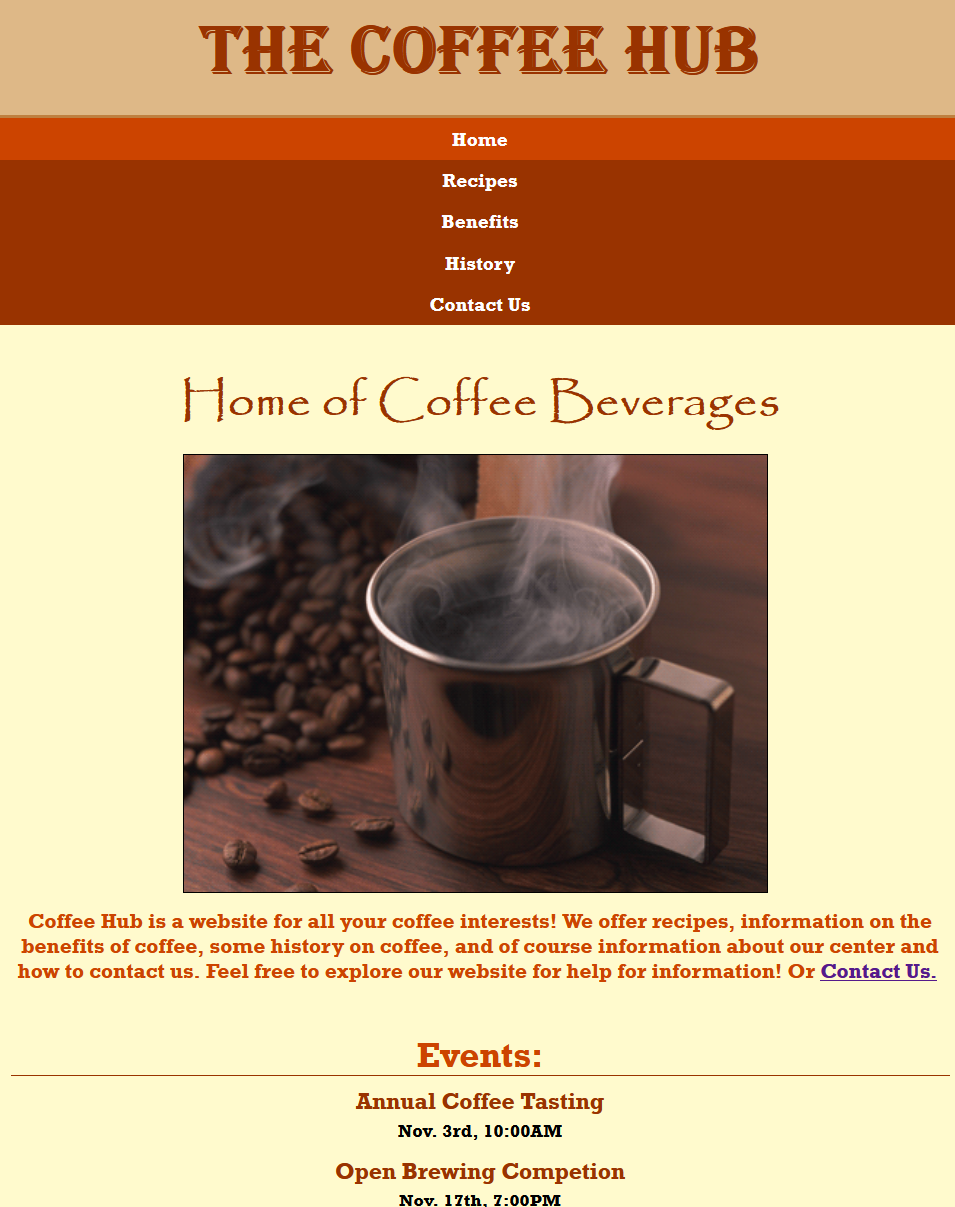 THE COFFEE HUB
Home
Recipes
Benefits
History
Contact Us
Home of Coffee Beverages
Coffee Hub is a website for all your coffee interests! We offer recipes, information on the
benefits of coffee, some history on coffee, and of course information about our center and
how to contact us. Feel free to explore our website for help for information! Or Contact Us.
Events:
Annual Coffee Tasting
Nov. 3rd, 10:00AM
Open Brewing Competion
Nov. 17th, 7:00PM